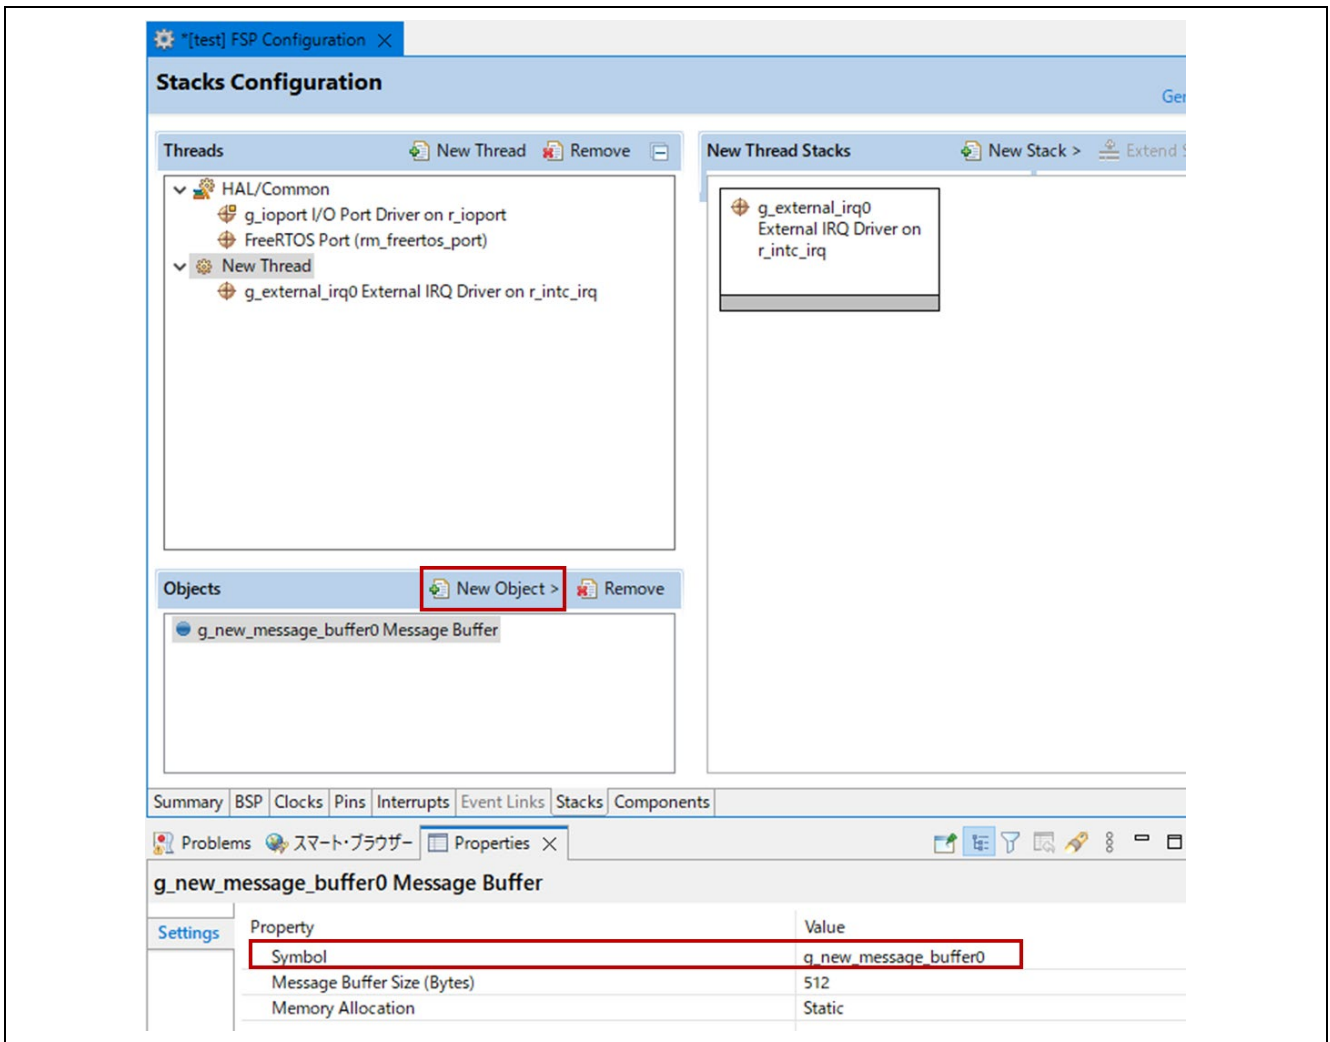 *[test] FSP Configuration
Stacks Configuration
Threads
New Thread
Remove
HAL/Common
g_ioport I/O Port Driver on r_ioport
FreeRTOS Port (rm_freertos_port)
New Thread
g_external_irq0 External IRQ Driver on r_intc_irq
New Thread Stacks
New Stack >
Extend
g_external_irq0
External IRQ Driver on
r_intc_irq
Objects
New Object >
Remove
g_new_message_buffer0 Message Buffer
Summary BSP Clocks Pins Interrupts Event Links Stacks Components
Problems スマート・ブラウザー Properties
g_new_message_buffer0 Message Buffer
Settings
Property Value
Symbol g_new_message_buffer0
Message Buffer Size (Bytes) 512
Memory Allocation Static